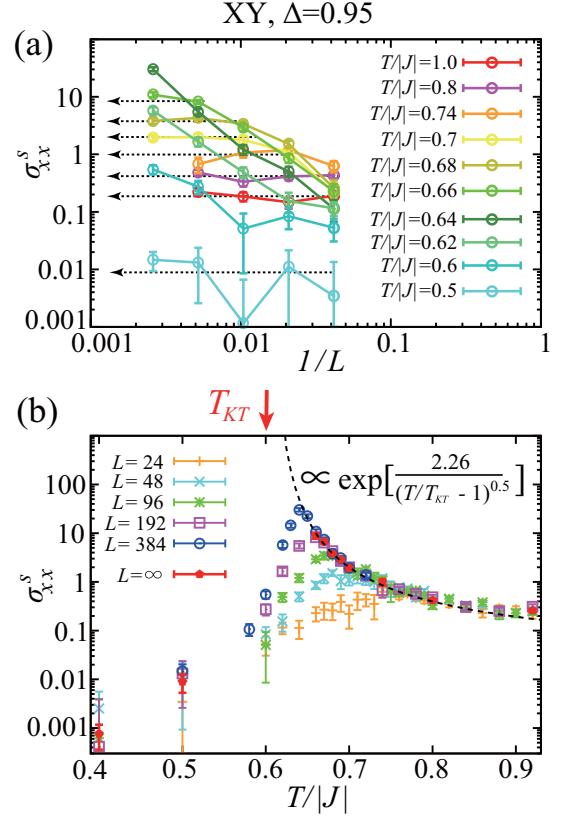 XY, Δ=0.95
(a)
σ_xx^s
10
1
0.1
0.01
0.001
0.001
0.01
0.1
1
1/L
T/|J|=1.0
T/|J|=0.8
T/|J|=0.74
T/|J|=0.7
T/|J|=0.68
T/|J|=0.66
T/|J|=0.64
T/|J|=0.62
T/|J|=0.6
T/|J|=0.5
(b)
T_KT
σ_xx^s
100
10
1
0.1
0.01
0.001
L= 24
L= 48
L= 96
L= 192
L= 384
L=∞
∝ exp[2.26/(T/T_KT - 1)^0.5]
0.4
0.5
0.6
0.7
0.8
0.9
T/|J|